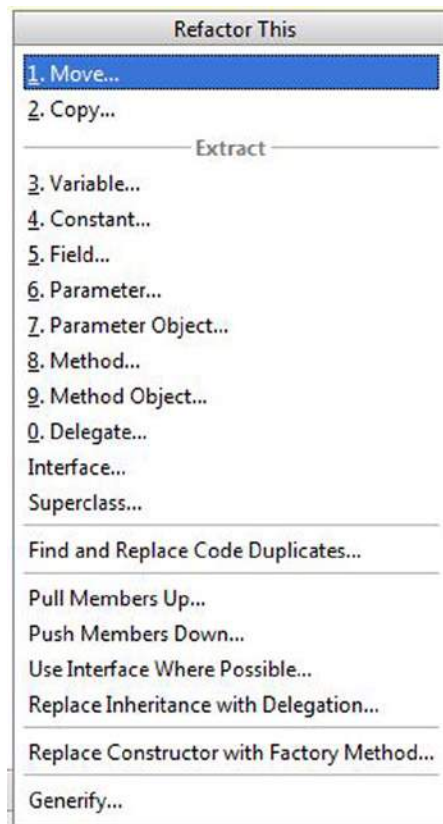 Refactor This
1. Move...
2. Copy...
Extract
3. Variable...
4. Constant...
5. Field...
6. Parameter...
7. Parameter Object...
8. Method...
9. Method Object...
0. Delegate...
Interface...
Superclass...
Find and Replace Code Duplicates...
Pull Members Up...
Push Members Down...
Use Interface Where Possible...
Replace Inheritance with Delegation...
Replace Constructor with Factory Method...
Generify...